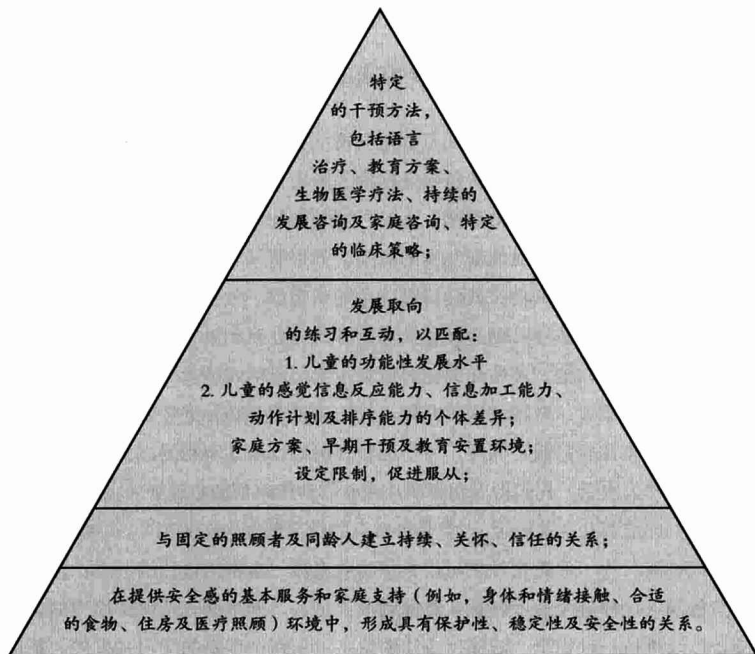 特定
的干预方法，
包括语言
治疗、教育方案、
生物医学疗法、持续的
发展咨询及家庭咨询、特定
的临床策略；
发展取向
的练习和互动，以匹配：
1. 儿童的功能性发展水平
2. 儿童的感觉信息反应能力、信息加工能力、
动作计划及排序能力的个体差异；
家庭方案、早期干预及教育安置环境；
设定限制，促进服从；
与固定的照顾者及同龄人建立持续、关怀、信任的关系；
在提供安全感的基本服务和家庭支持（例如，身体和情绪接触、合适
的食物、住房及医疗照顾）环境中，形成具有保护性、稳定性及安全性的关系。